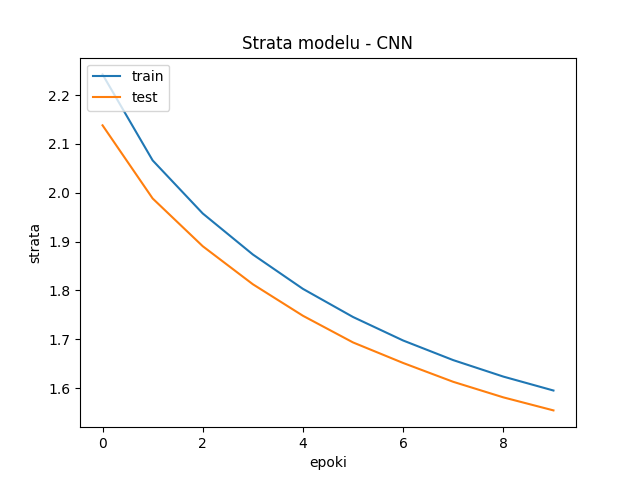 Strata modelu - CNN
train
test
2.2
2.1
2.0
1.9
1.8
1.7
1.6
strata
0 2 4 6 8
epoki